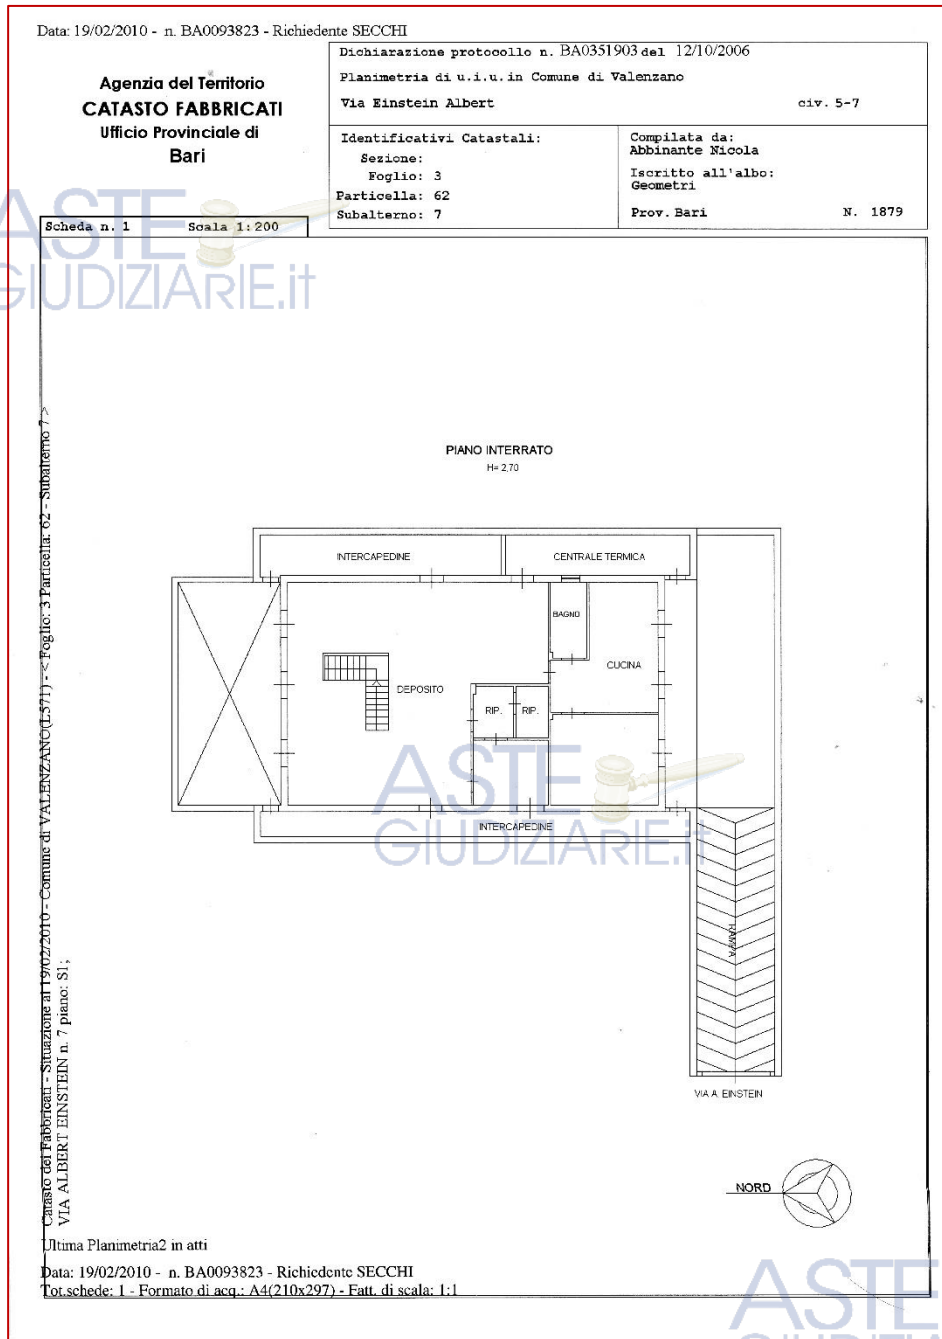 Data: 19/02/2010 - n. BA0093823 - Richiedente SECCHI
Agenzia del Territorio
CATASTO FABBRICATI
Ufficio Provinciale di
Bari
Dichiarazione protocollo n. BA0351903 del 12/10/2006
Planimetria di u.i.u. in Comune di Valenzano
Via Einstein Albert civ. 5-7
Identificativi Catastali:
Sezione:
Foglio: 3
Particella: 62
Subalterno: 7
Compilata da:
Abbinante Nicola
Iscritto all'albo:
Geometri
Prov. Bari N. 1879
Scheda n. 1 Scala 1:200
ASTE
GIUDIZIARIE.it
PIANO INTERRATO
H= 2,70
INTERCAPEDINE
CENTRALE TERMICA
BAGNO
CUCINA
DEPOSITO
RIP.
RIP.
ASTE
GIUDIZIARIE.it
INTERCAPEDINE
RAMPA
VIA A. EINSTEIN
NORD
Catasto dei Fabbricati - Situazione al 19/02/2010 - Comune di VALENZANO(L571) - < Foglio: 3 Particella: 62 - Subalterno 7 >
VIA ALBERT EINSTEIN n. 7 piano: S1;
Ultima Planimetria2 in atti
Data: 19/02/2010 - n. BA0093823 - Richiedente SECCHI
Tot.schede: 1 - Formato di acq.: A4(210x297) - Fatt. di scala: 1:1
ASTE